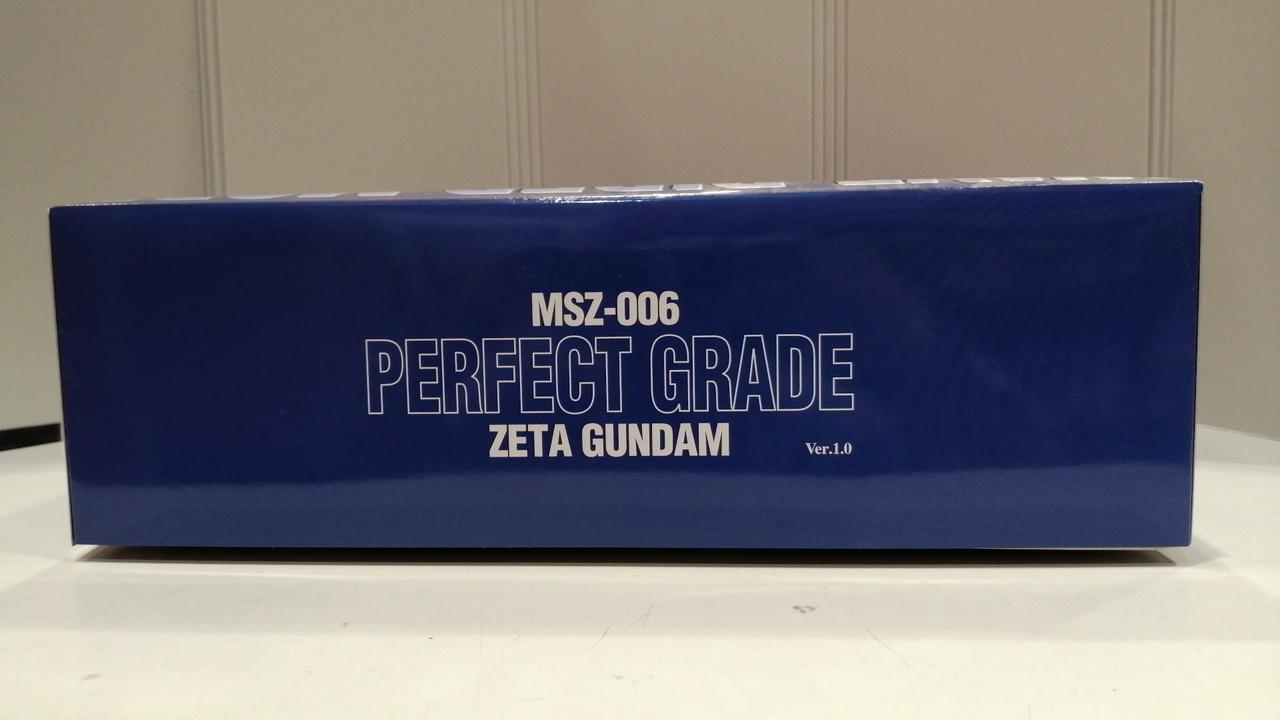 MSZ-006
PERFECT GRADE
ZETA GUNDAM
Ver.1.0